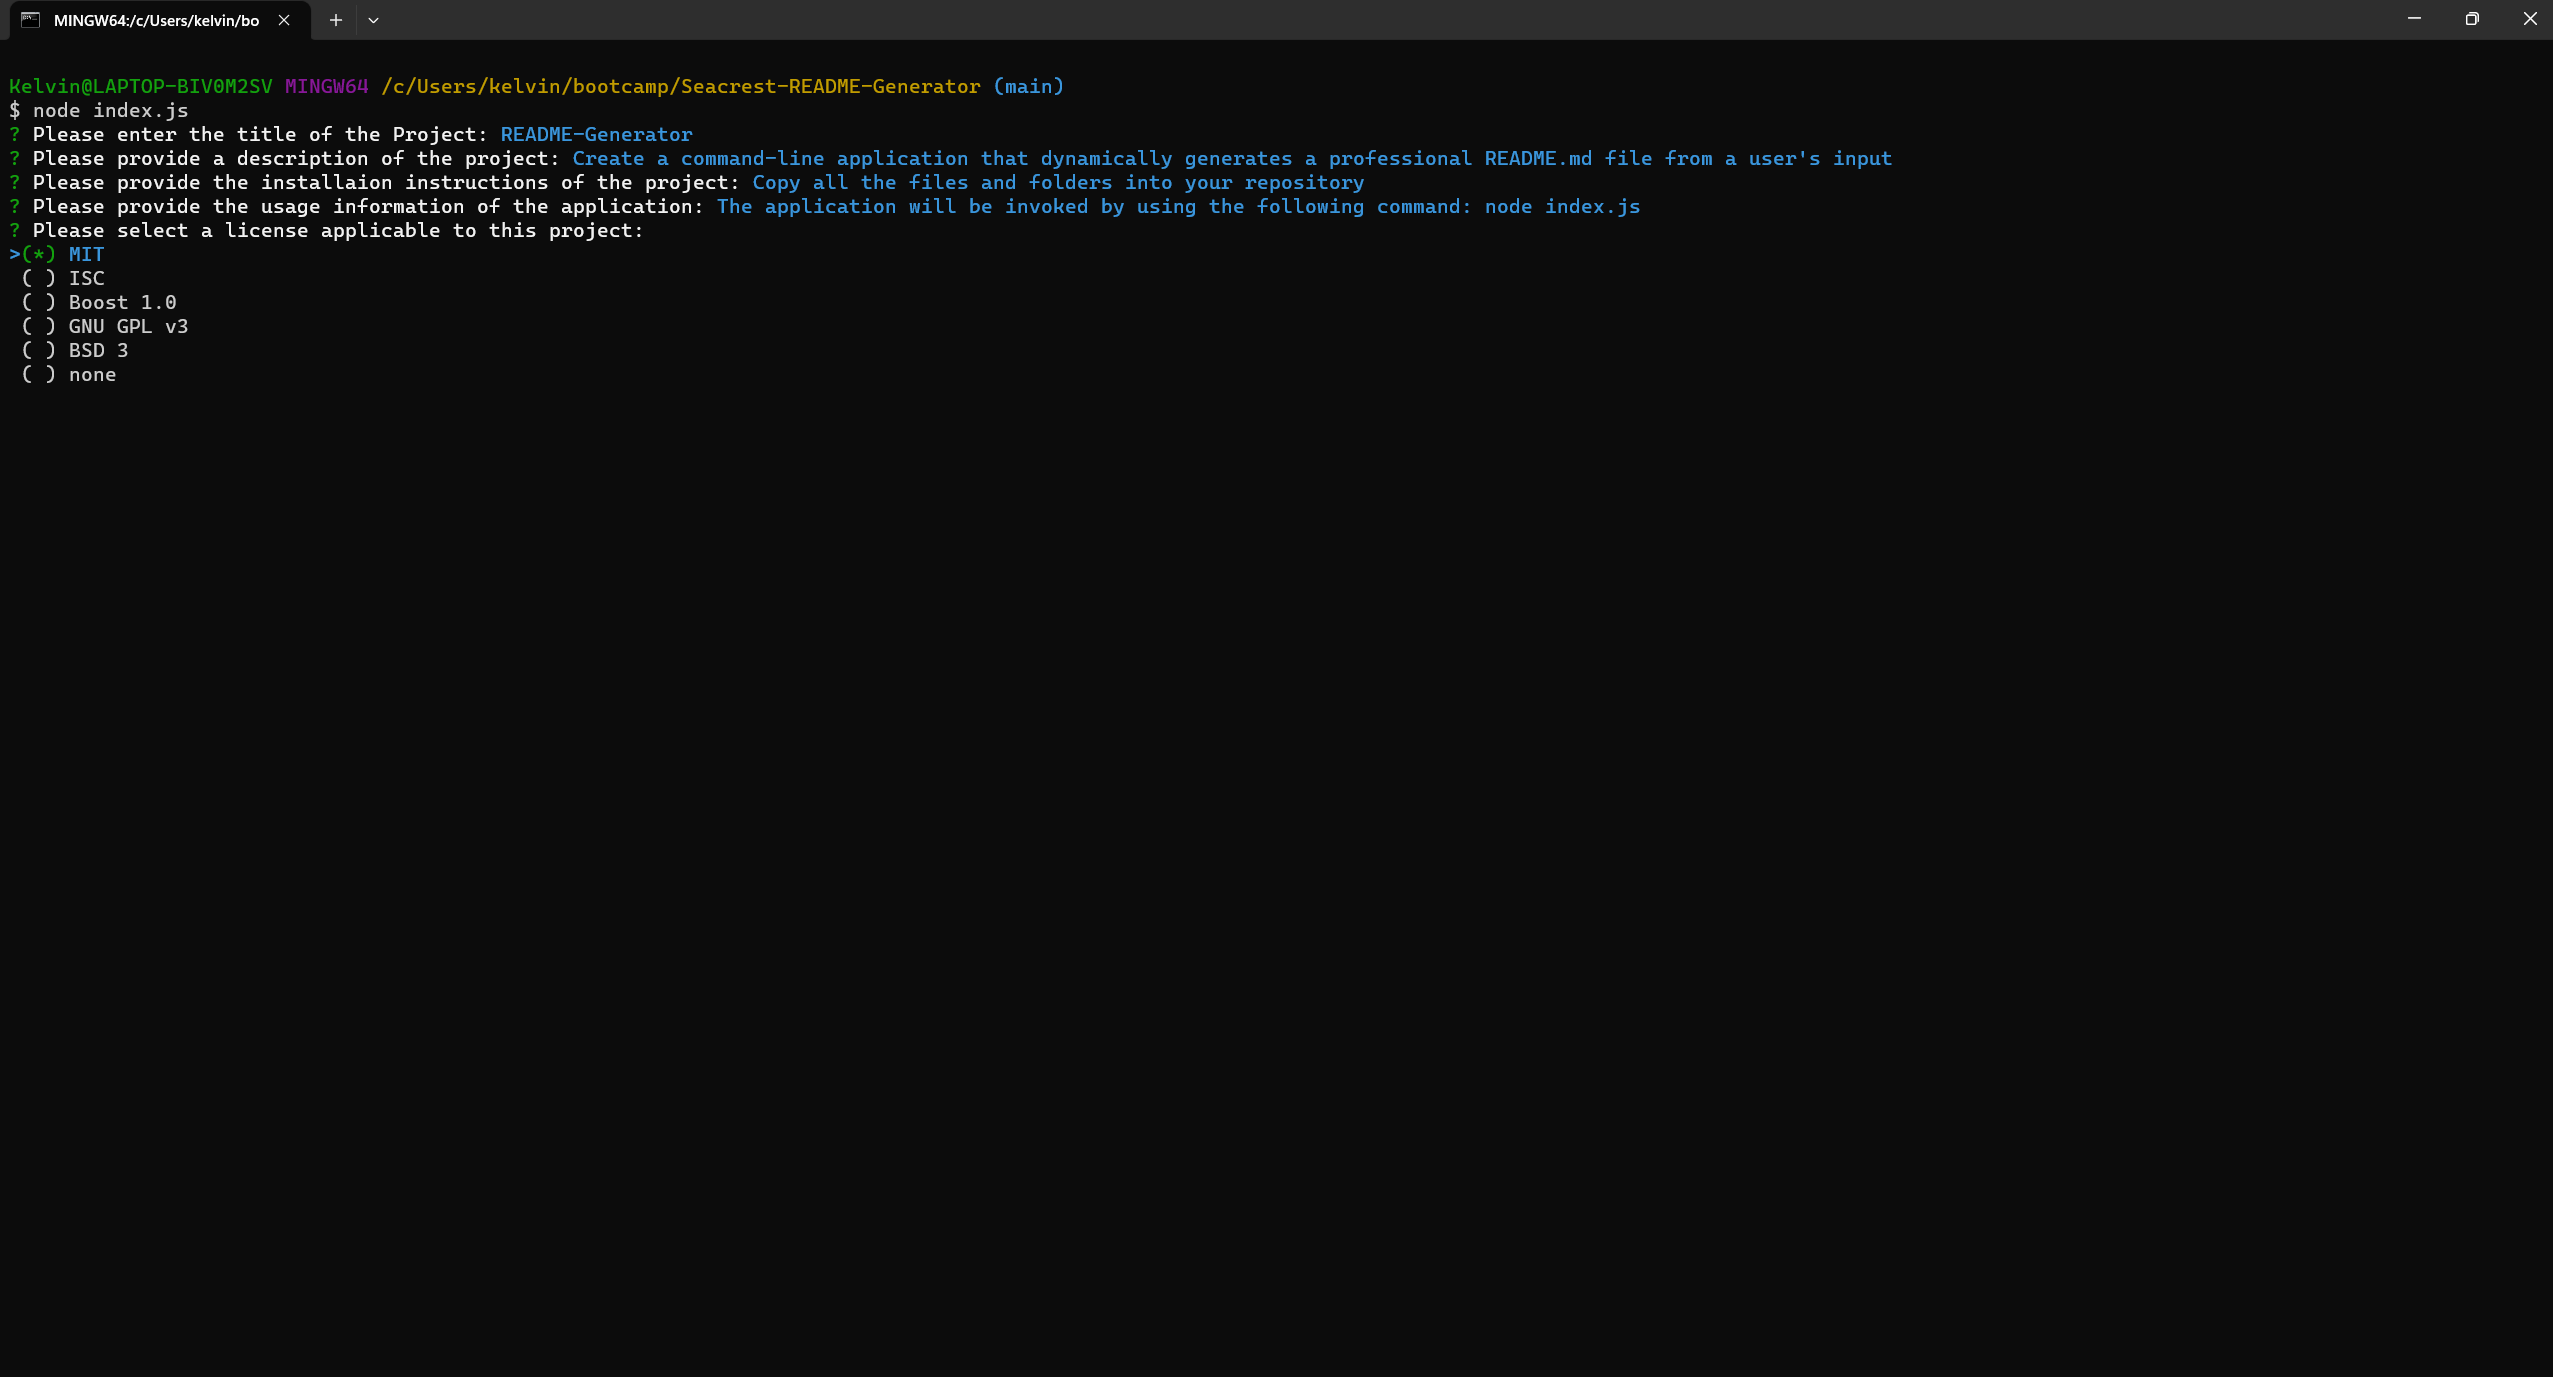 MINGW64:/c/Users/kelvin/bo
Kelvin@LAPTOP-BIV0M2SV MINGW64 /c/Users/kelvin/bootcamp/Seacrest-README-Generator (main)
$ node index.js
? Please enter the title of the Project: README-Generator
? Please provide a description of the project: Create a command-line application that dynamically generates a professional README.md file from a user's input
? Please provide the installaion instructions of the project: Copy all the files and folders into your repository
? Please provide the usage information of the application: The application will be invoked by using the following command: node index.js
? Please select a license applicable to this project:
>(*) MIT
( ) ISC
( ) Boost 1.0
( ) GNU GPL v3
( ) BSD 3
( ) none